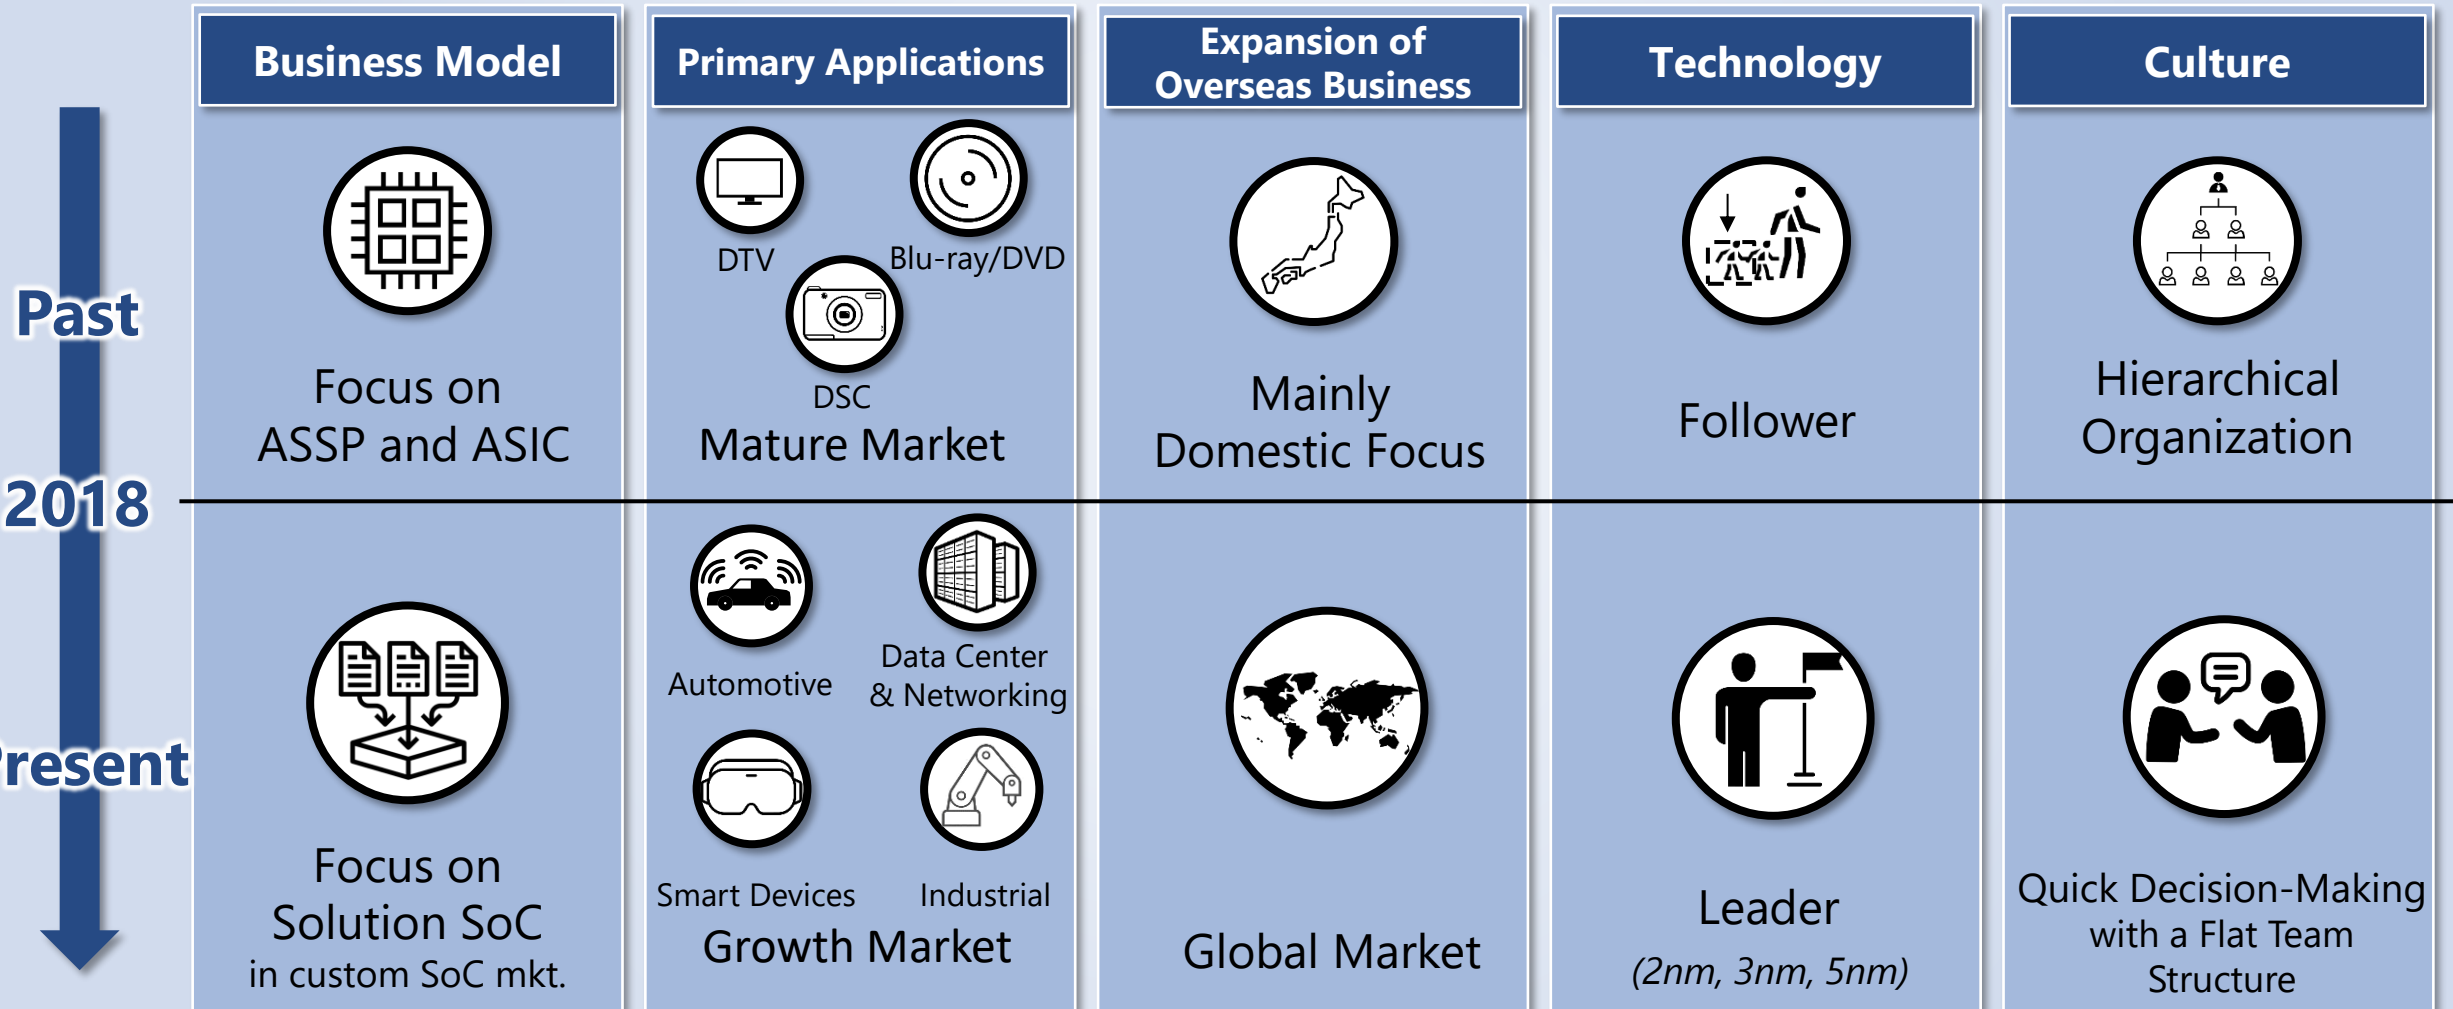 Business Model
Primary Applications
Expansion of
Overseas Business
Technology
Culture
Past
Focus on
ASSP and ASIC
DTV
Blu-ray/DVD
DSC
Mature Market
Mainly
Domestic Focus
Follower
Hierarchical
Organization
2018
Present
Focus on
Solution SoC
in custom SoC mkt.
Automotive
Data Center
& Networking
Smart Devices
Industrial
Growth Market
Global Market
Leader
(2nm, 3nm, 5nm)
Quick Decision-Making
with a Flat Team
Structure